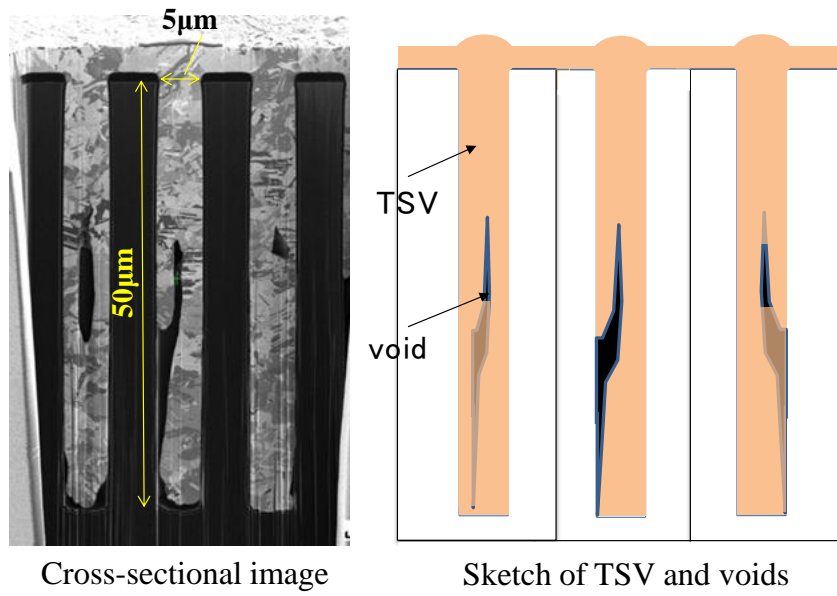 5μm
50μm
TSV
void
Cross-sectional image
Sketch of TSV and voids